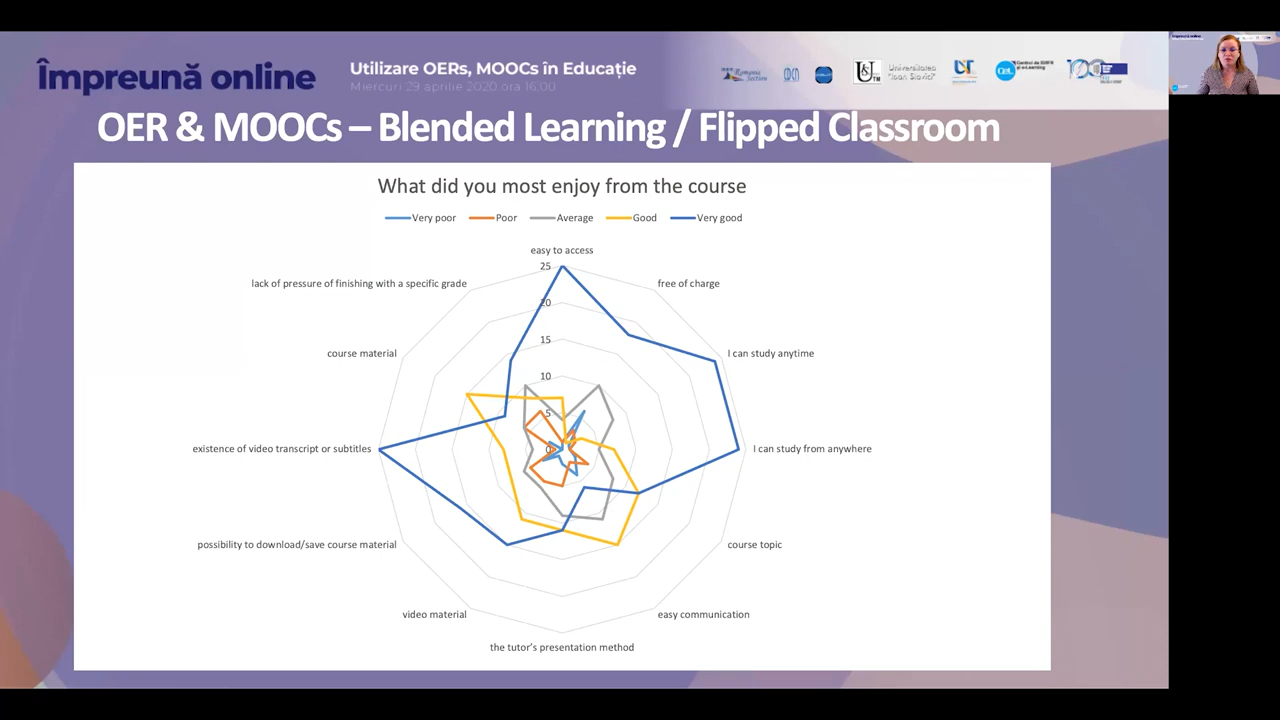 Împreună online
Utilizare OERs, MOOCs în Educație
Miercuri 29 aprilie 2020 ora 16:00
Universitatea
"Ioan Slavici"
OER & MOOCs – Blended Learning / Flipped Classroom
What did you most enjoy from the course
Very poor
Poor
Average
Good
Very good
easy to access
25
lack of pressure of finishing with a specific grade
free of charge
20
15
course material
I can study anytime
10
5
existence of video transcript or subtitles
0
I can study from anywhere
possibility to download/save course material
course topic
video material
easy communication
the tutor's presentation method